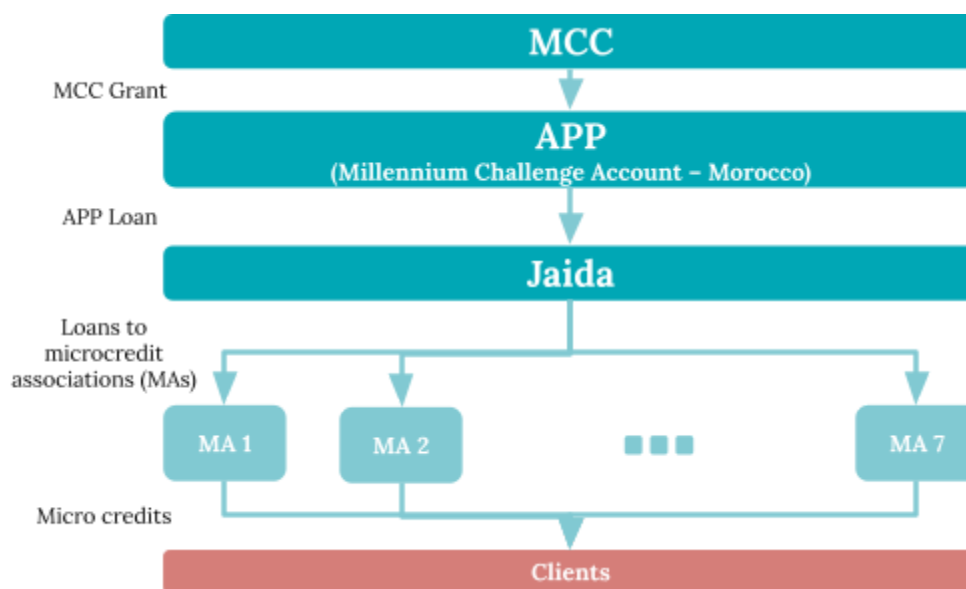 MCC
MCC Grant
APP
(Millennium Challenge Account – Morocco)
APP Loan
Jaida
Loans to
microcredit
associations (MAs)
MA 1
MA 2
MA 7
Micro credits
Clients